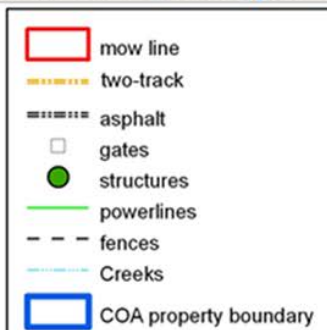 mow line
two-track
asphalt
gates
structures
powerlines
fences
Creeks
COA property boundary